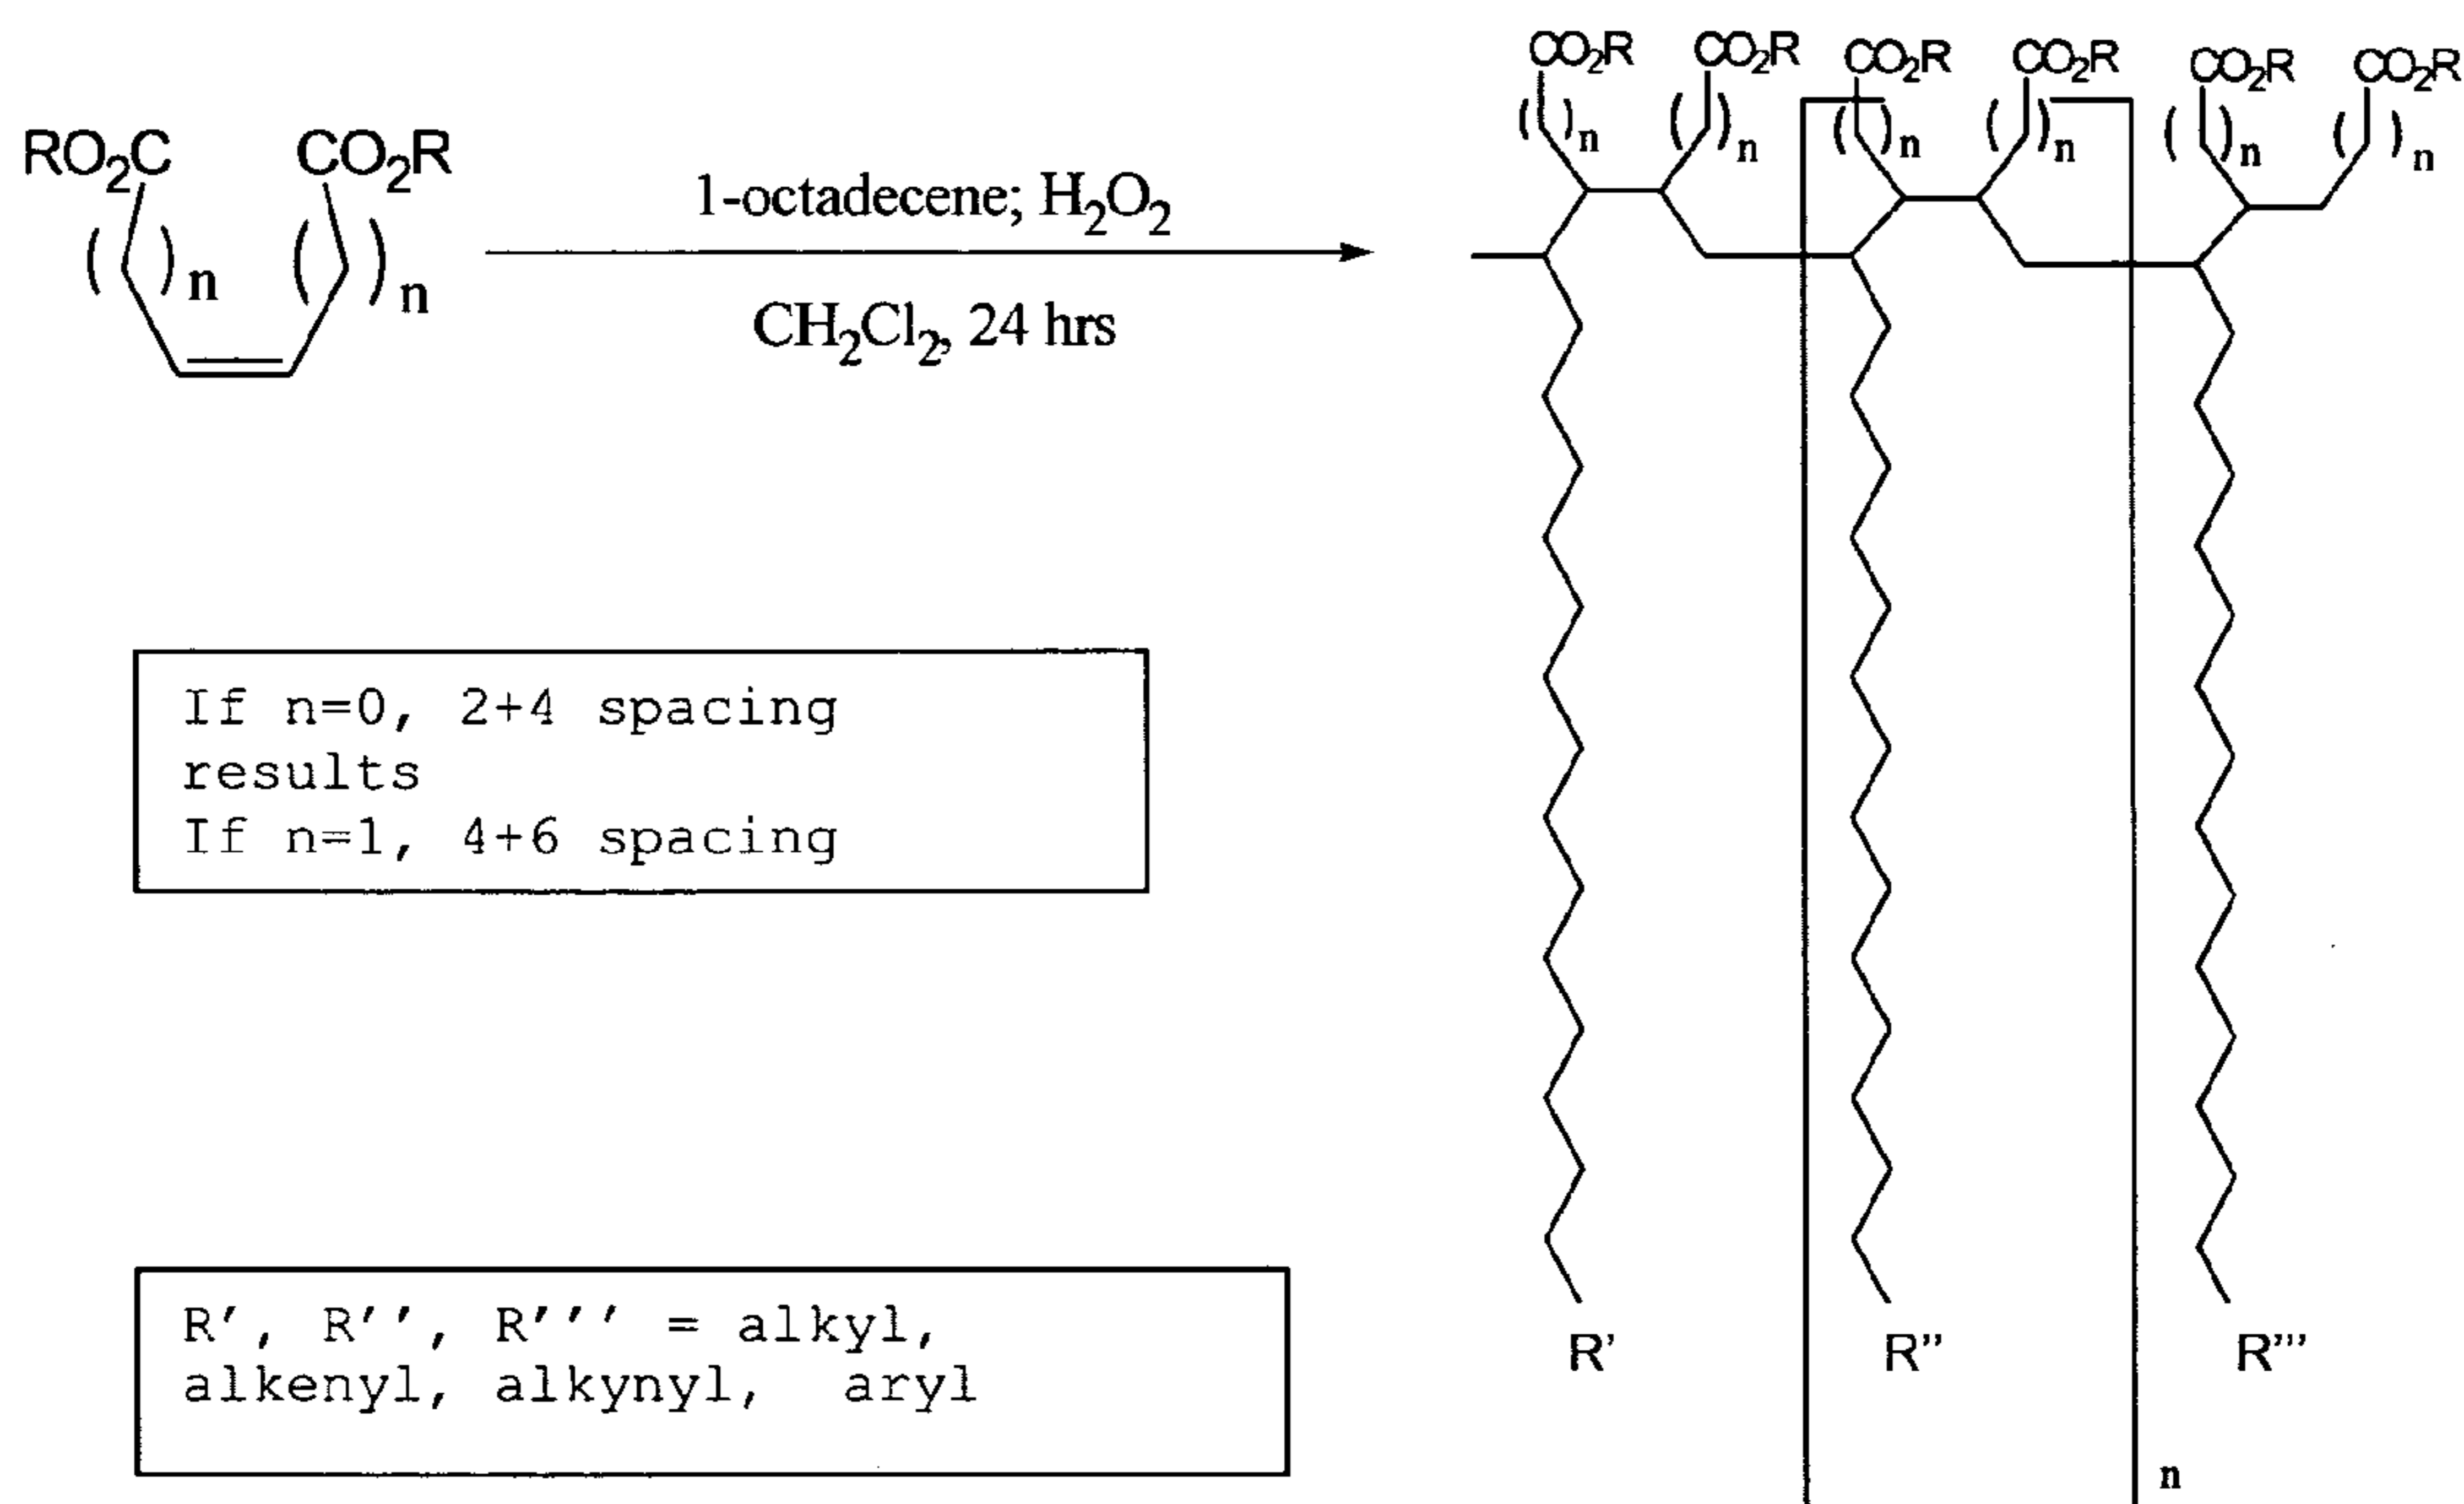 CO₂R CO₂R CO₂R CO₂R CO₂R CO₂R
( )n ( )n ( )n ( )n ( )n ( )n
RO₂C CO₂R
( )n ( )n
1-octadecene; H₂O₂
CH₂Cl₂, 24 hrs
If n=0, 2+4 spacing
results
If n=1, 4+6 spacing
R', R'', R''' = alkyl,
alkenyl, alkynyl, aryl
R' R'' R'''
n